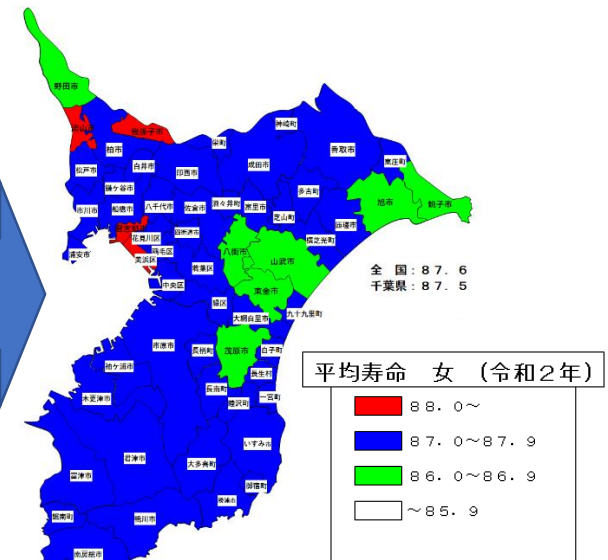 野田市
流山市
我孫子市
柏市
松戸市
白井市
印西市
栄町
成田市
神崎町
香取市
東庄町
鎌ケ谷市
市川市
船橋市
八千代市
佐倉市
酒々井町
富里市
多古町
芝山町
旭市
銚子市
匝瑳市
横芝光町
浦安市
花見川区
四街道市
稲毛区
美浜区
若葉区
中央区
緑区
八街市
山武市
東金市
九十九里町
大網白里市
全 国：87．6
千葉県：87．5
市原市
長柄町
茂原市
白子町
長生村
一宮町
長南町
睦沢町
袖ケ浦市
木更津市
いすみ市
君津市
大多喜町
御宿町
富津市
勝浦市
鋸南町
鴨川市
南房総市
平均寿命 女 （令和２年）
88．0～
87．0～87．9
86．0～86．9
～85．9